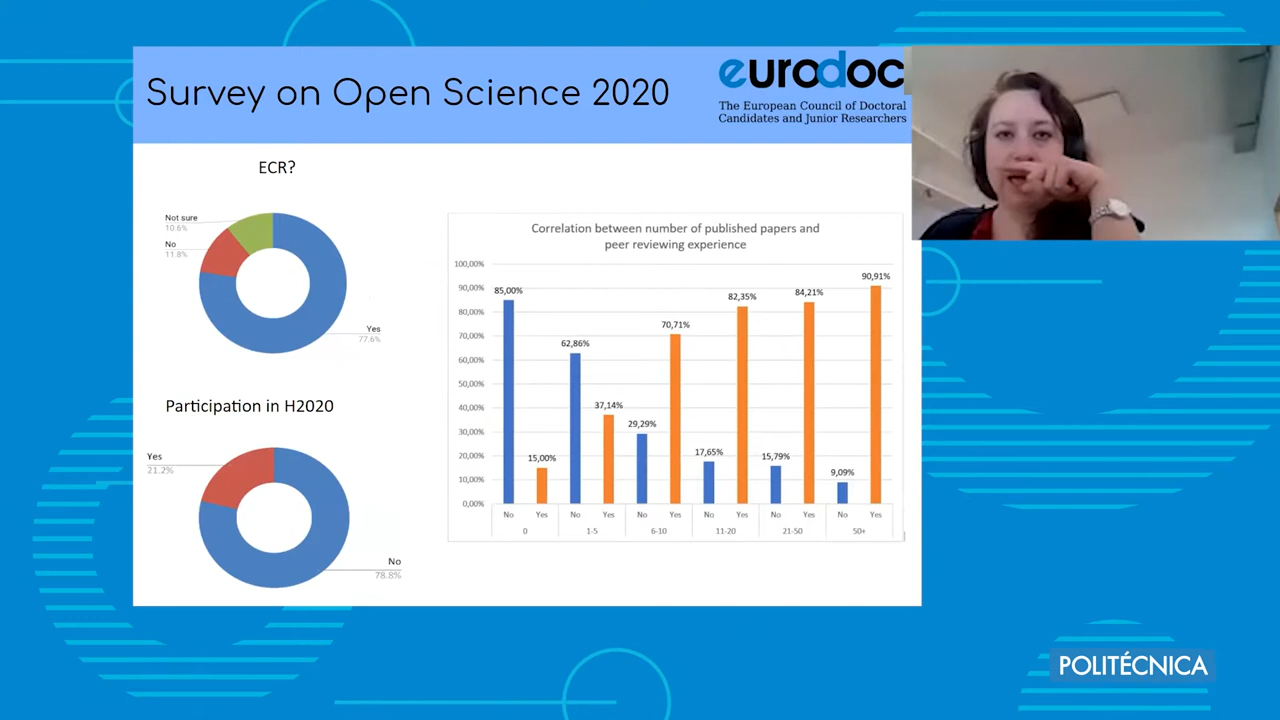 Survey on Open Science 2020
eurodoc
The European Council of Doctoral
Candidates and Junior Researchers
ECR?
Not sure
10.6%
No
11.8%
Yes
77.6%
Participation in H2020
Yes
21.2%
No
78.8%
Correlation between number of published papers and
peer reviewing experience
100,00%
90,00%
80,00%
70,00%
60,00%
50,00%
40,00%
30,00%
20,00%
10,00%
0,00%
85,00%
15,00%
62,86%
37,14%
29,29%
70,71%
17,65%
82,35%
15,79%
84,21%
9,09%
90,91%
No Yes No Yes No Yes No Yes No Yes No Yes
0 1-5 6-10 11-20 21-50 50+
POLITÉCNICA